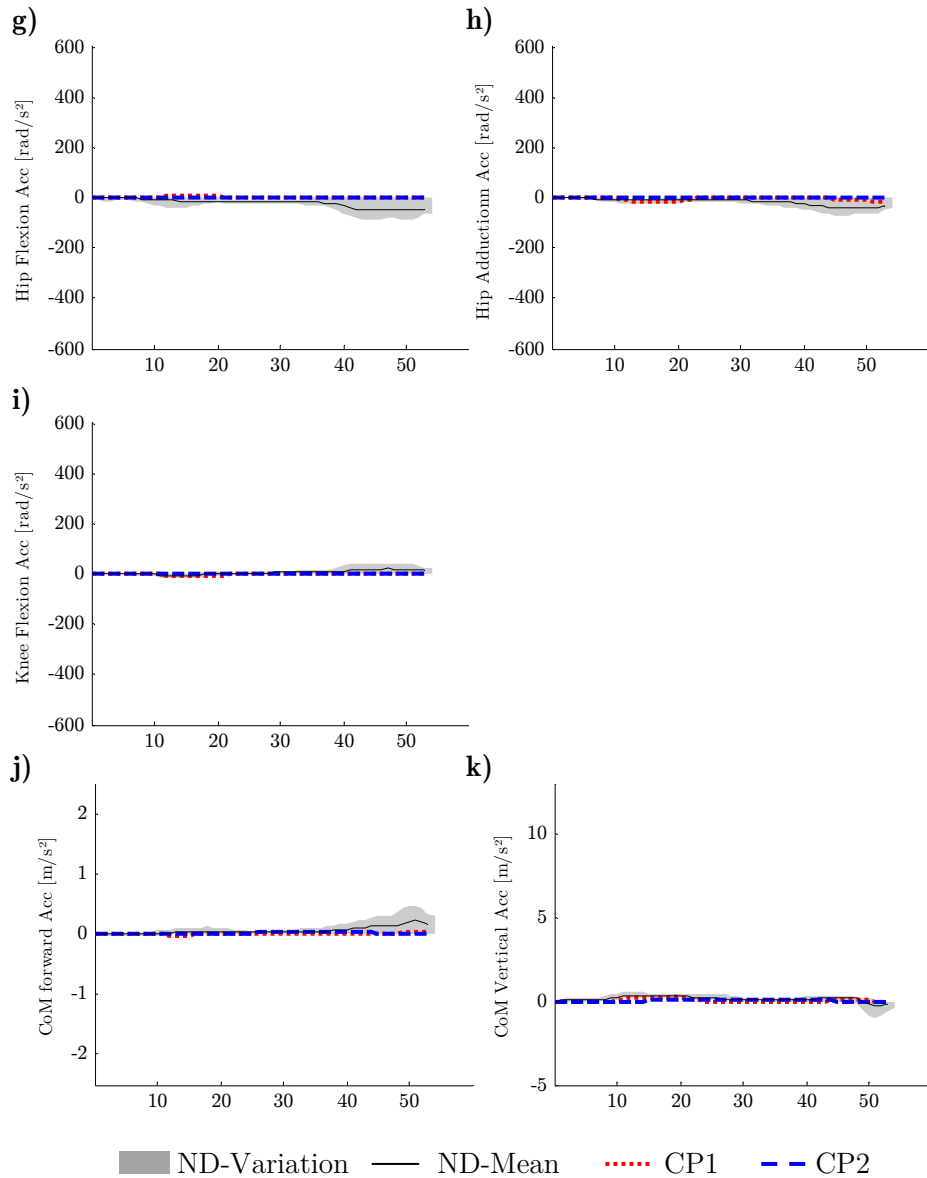 g)
Hip Flexion Acc [rad/s²]
600
400
200
0
-200
-400
-600
10 20 30 40 50
h)
Hip Adductionn Acc [rad/s²]
600
400
200
0
-200
-400
-600
10 20 30 40 50
i)
Knee Flexion Acc [rad/s²]
600
400
200
0
-200
-400
-600
10 20 30 40 50
j)
CoM forward Acc [m/s²]
2
1
0
-1
-2
10 20 30 40 50
k)
CoM Vertical Acc [m/s²]
10
5
0
-5
10 20 30 40 50
ND-Variation ND-Mean CP1 CP2